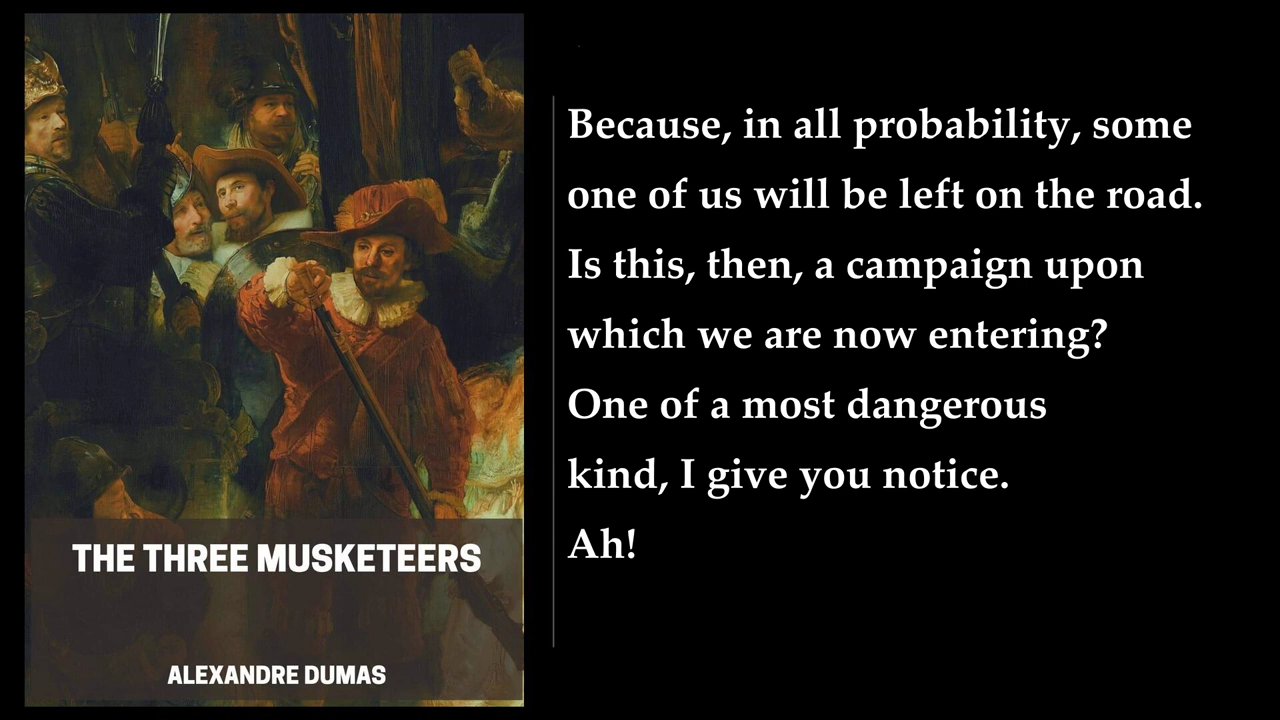 THE THREE MUSKETEERS
ALEXANDRE DUMAS
Because, in all probability, some
one of us will be left on the road.
Is this, then, a campaign upon
which we are now entering?
One of a most dangerous
kind, I give you notice.
Ah!